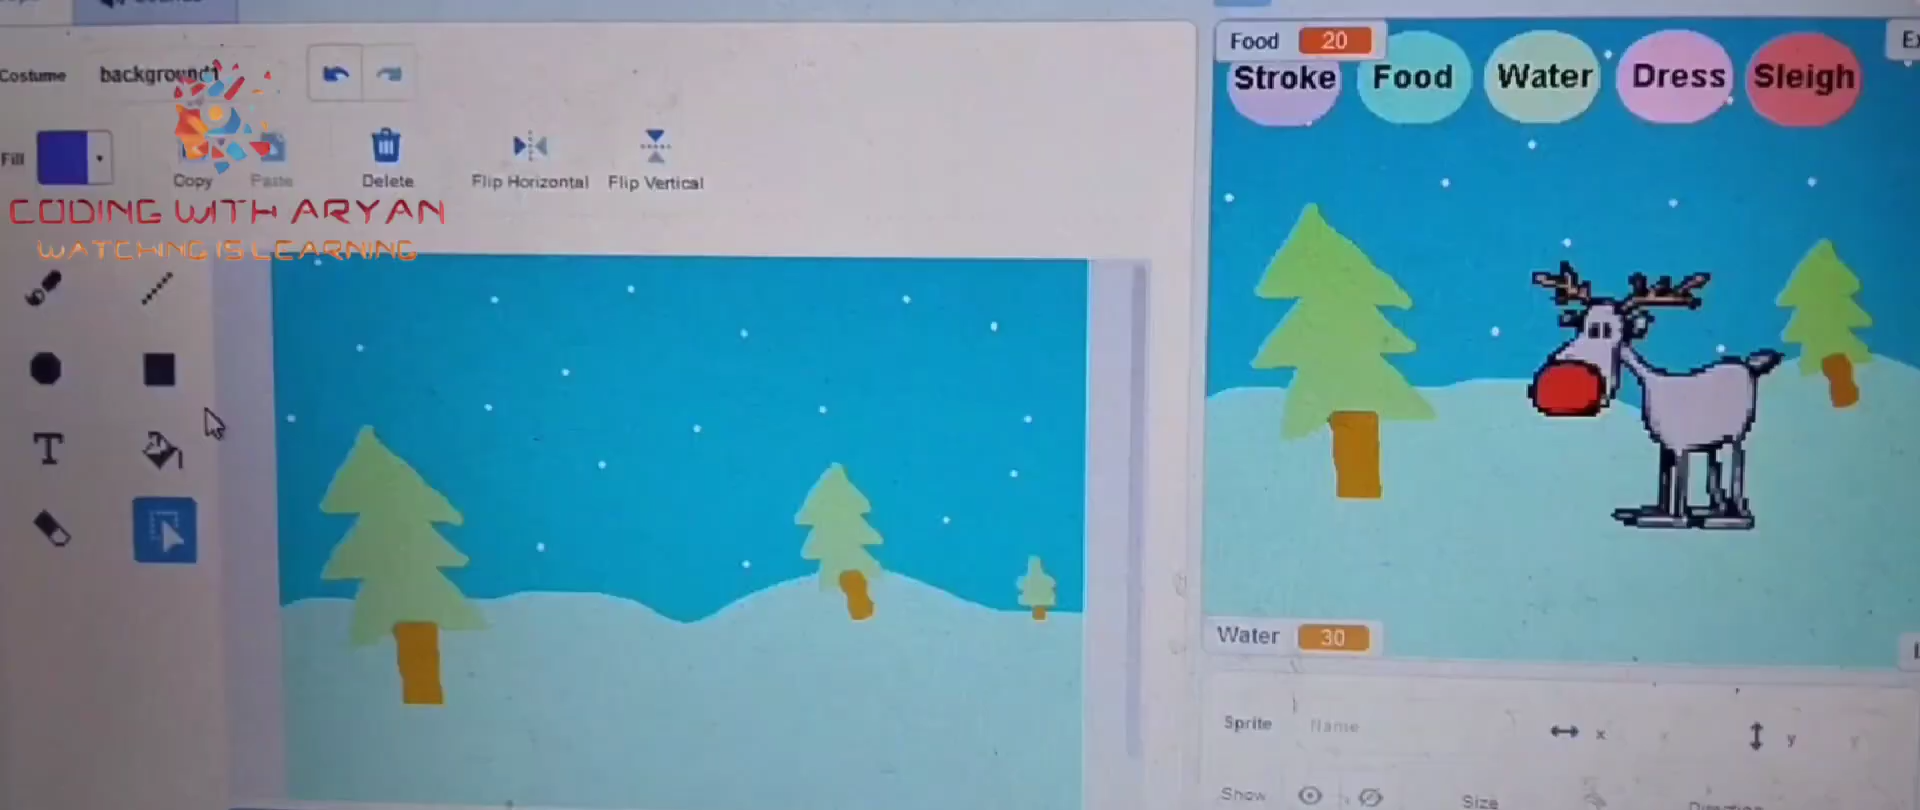 Costume
background1
Fill
Copy
Paste
Delete
Flip Horizontal
Flip Vertical
CODING WITH ARYAN
WATCHING IS LEARNING
Food 20
Stroke
Food
Water
Dress
Sleigh
Water 30
Sprite
Name
x
y
Show
Size